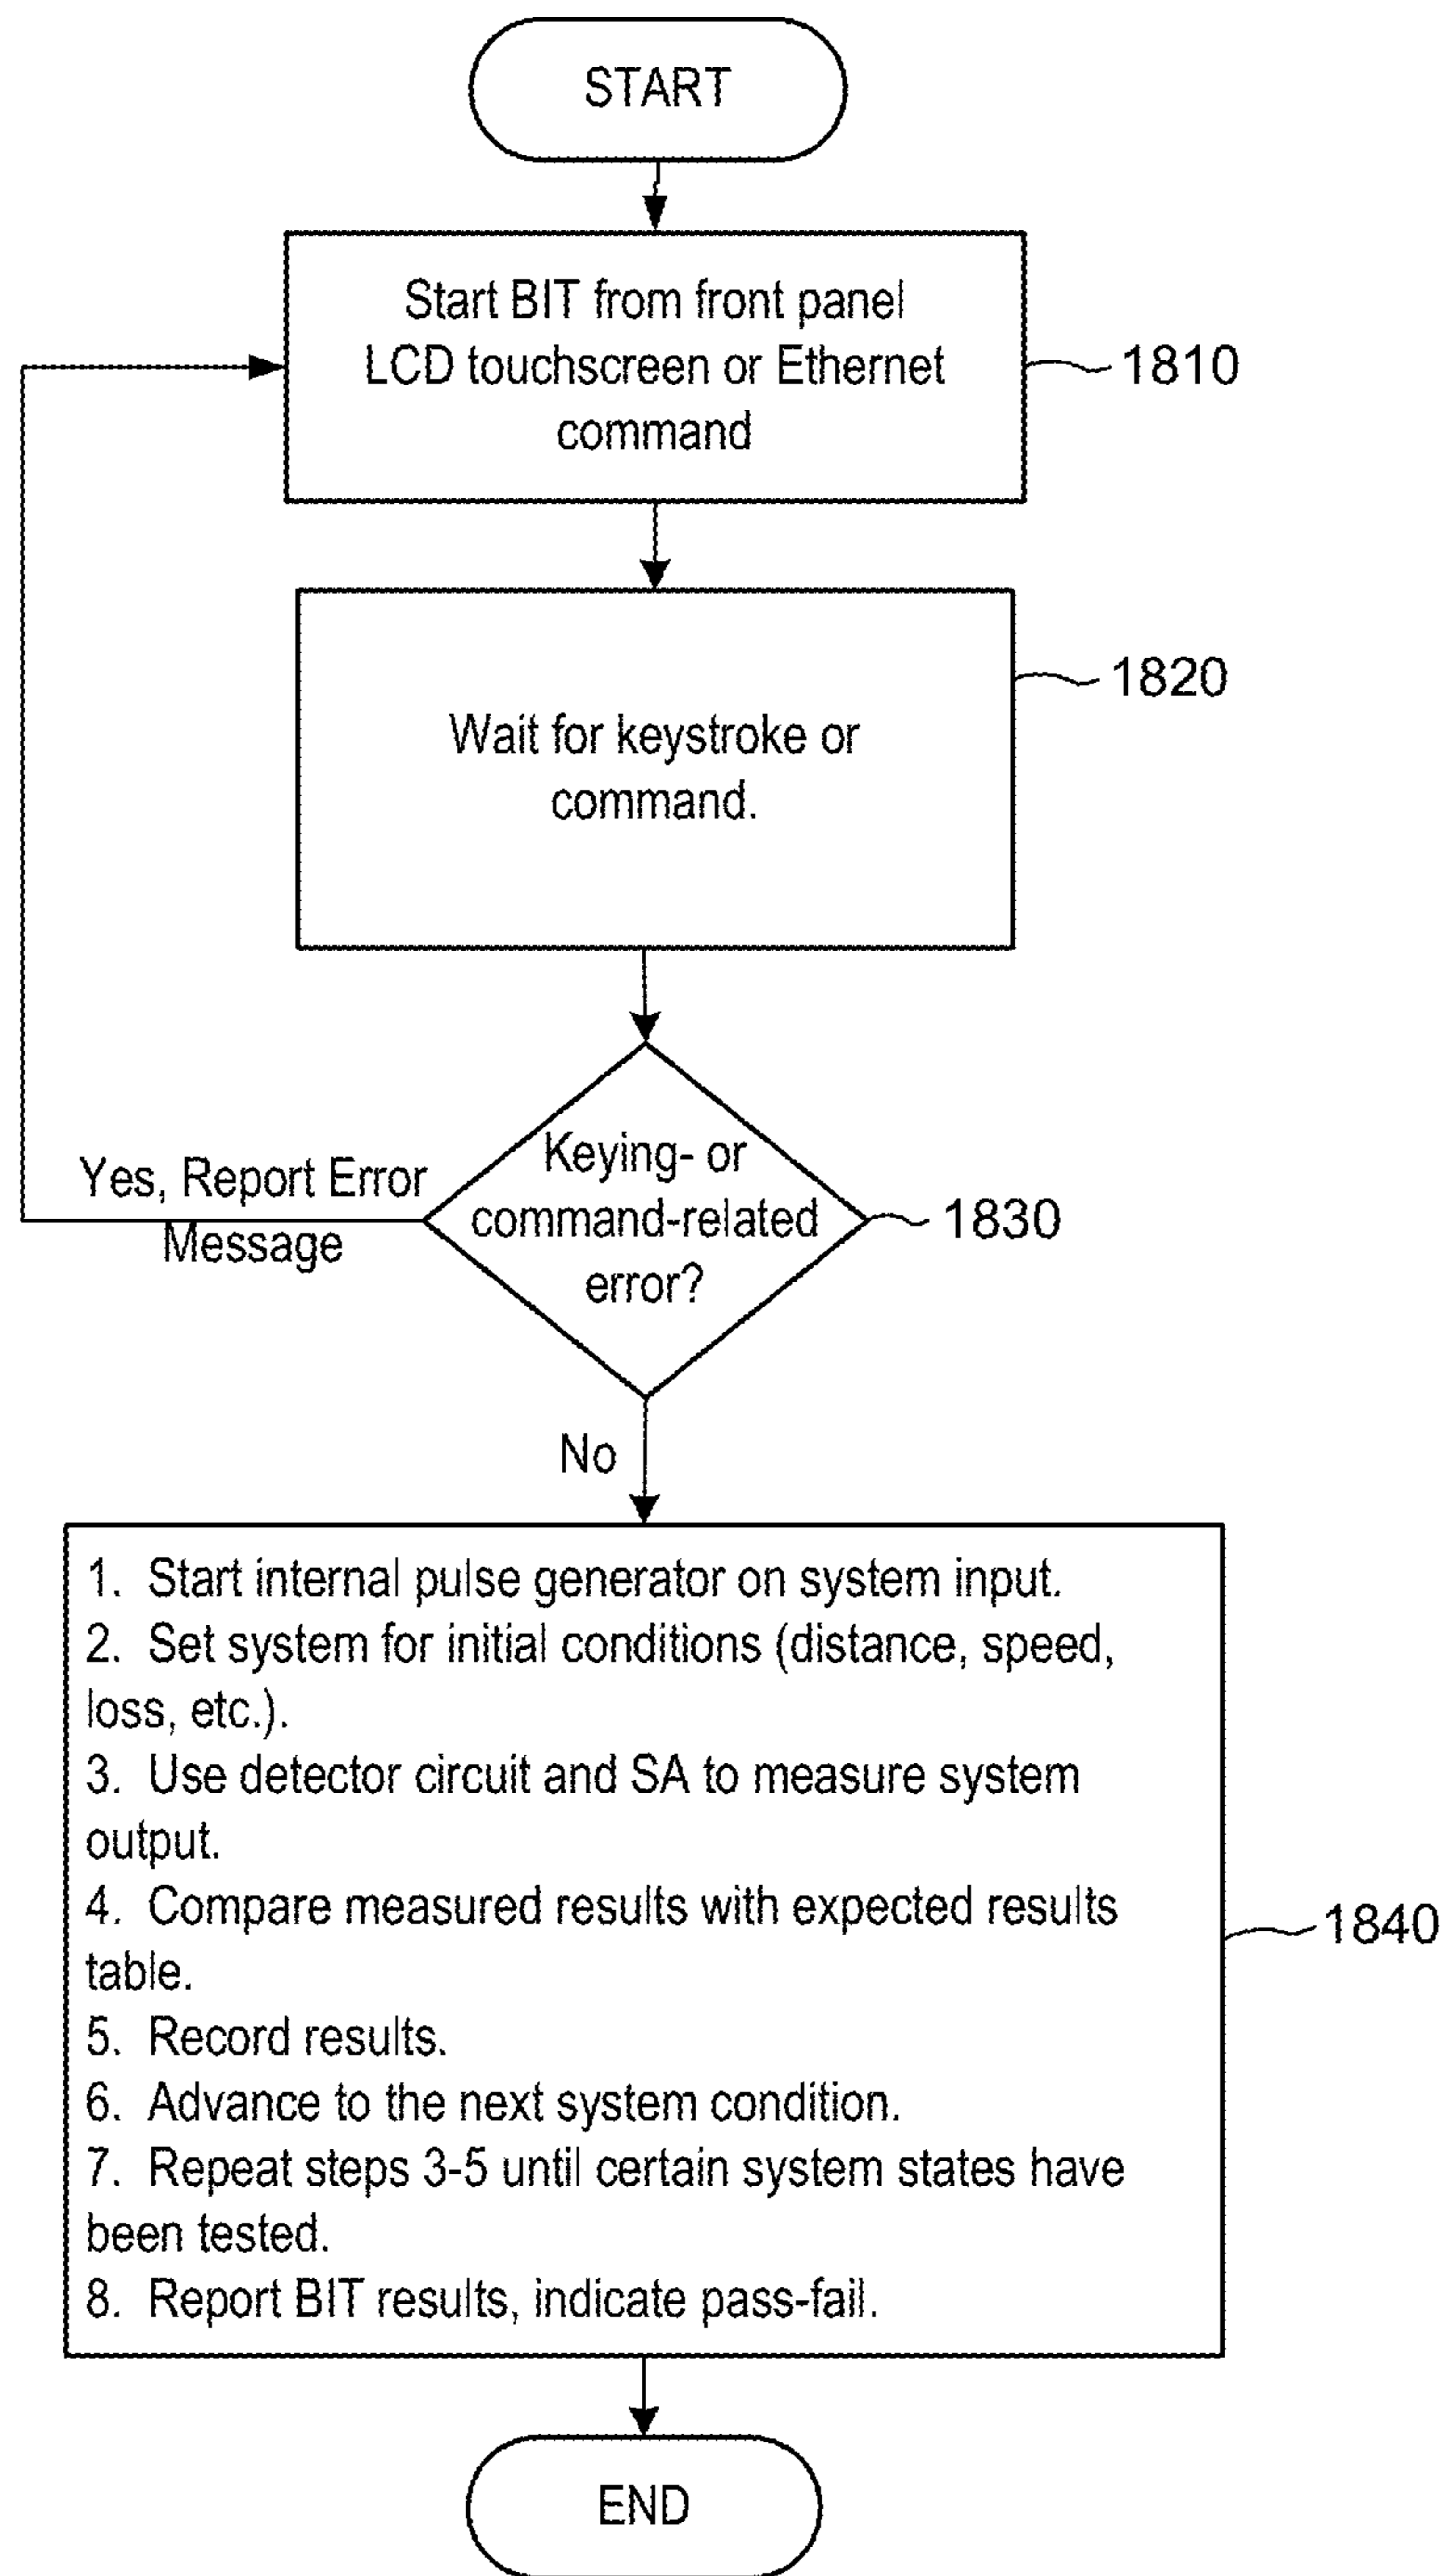 START
Start BIT from front panel
LCD touchscreen or Ethernet
command
1810
Wait for keystroke or
command.
1820
Keying- or
command-related
error?
1830
Yes, Report Error
Message
No
1. Start internal pulse generator on system input.
2. Set system for initial conditions (distance, speed,
loss, etc.).
3. Use detector circuit and SA to measure system
output.
4. Compare measured results with expected results
table.
5. Record results.
6. Advance to the next system condition.
7. Repeat steps 3-5 until certain system states have
been tested.
8. Report BIT results, indicate pass-fail.
1840
END